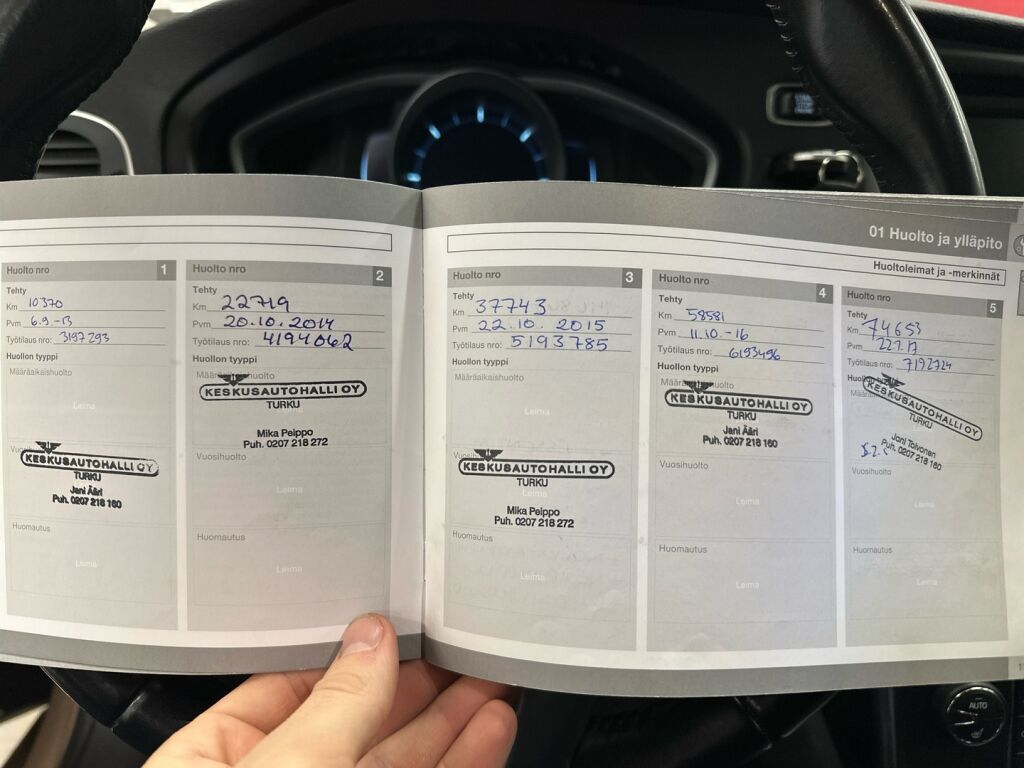 01 Huolto ja ylläpito
Huoltoleimat ja -merkinnät
Huolto nro 1
Tehty
Km 10370
Pvm 6.9.-13
Työtilaus nro: 3197293
Huollon tyyppi
Määräaikaishuolto
Leima
KESKUSAUTOHALLI OY
TURKU
Jani Ääri
Puh. 0207 218 160
Huomautus
Leima
Huolto nro 2
Tehty
Km 22719
Pvm 20.10.2014
Työtilaus nro: 4194062
Huollon tyyppi
KESKUSAUTOHALLI OY
TURKU
Mika Peippo
Puh. 0207 218 272
Vuosihuolto
Leima
Huomautus
Leima
Huolto nro 3
Tehty
Km 37743
Pvm 22.10. 2015
Työtilaus nro: 5193785
Huollon tyyppi
Määräaikaishuolto
Leima
KESKUSAUTOHALLI OY
TURKU
Leima
Mika Peippo
Puh. 0207 218 272
Huomautus
Leima
Huolto nro 4
Tehty
Km 58581
Pvm 11.10.-16
Työtilaus nro: 6193496
Huollon tyyppi
KESKUSAUTOHALLI OY
TURKU
Jani Ääri
Puh. 0207 218 160
Vuosihuolto
Leima
Huomautus
Leima
Huolto nro 5
Tehty
Km 74653
Pvm
Työtilaus nro: 7192724
KESKUSAUTOHALLI OY
TURKU
Jani Toivonen
Puh. 0207 218 160
Vuosihuolto
Leima
Huomautus
Leima
AUTO